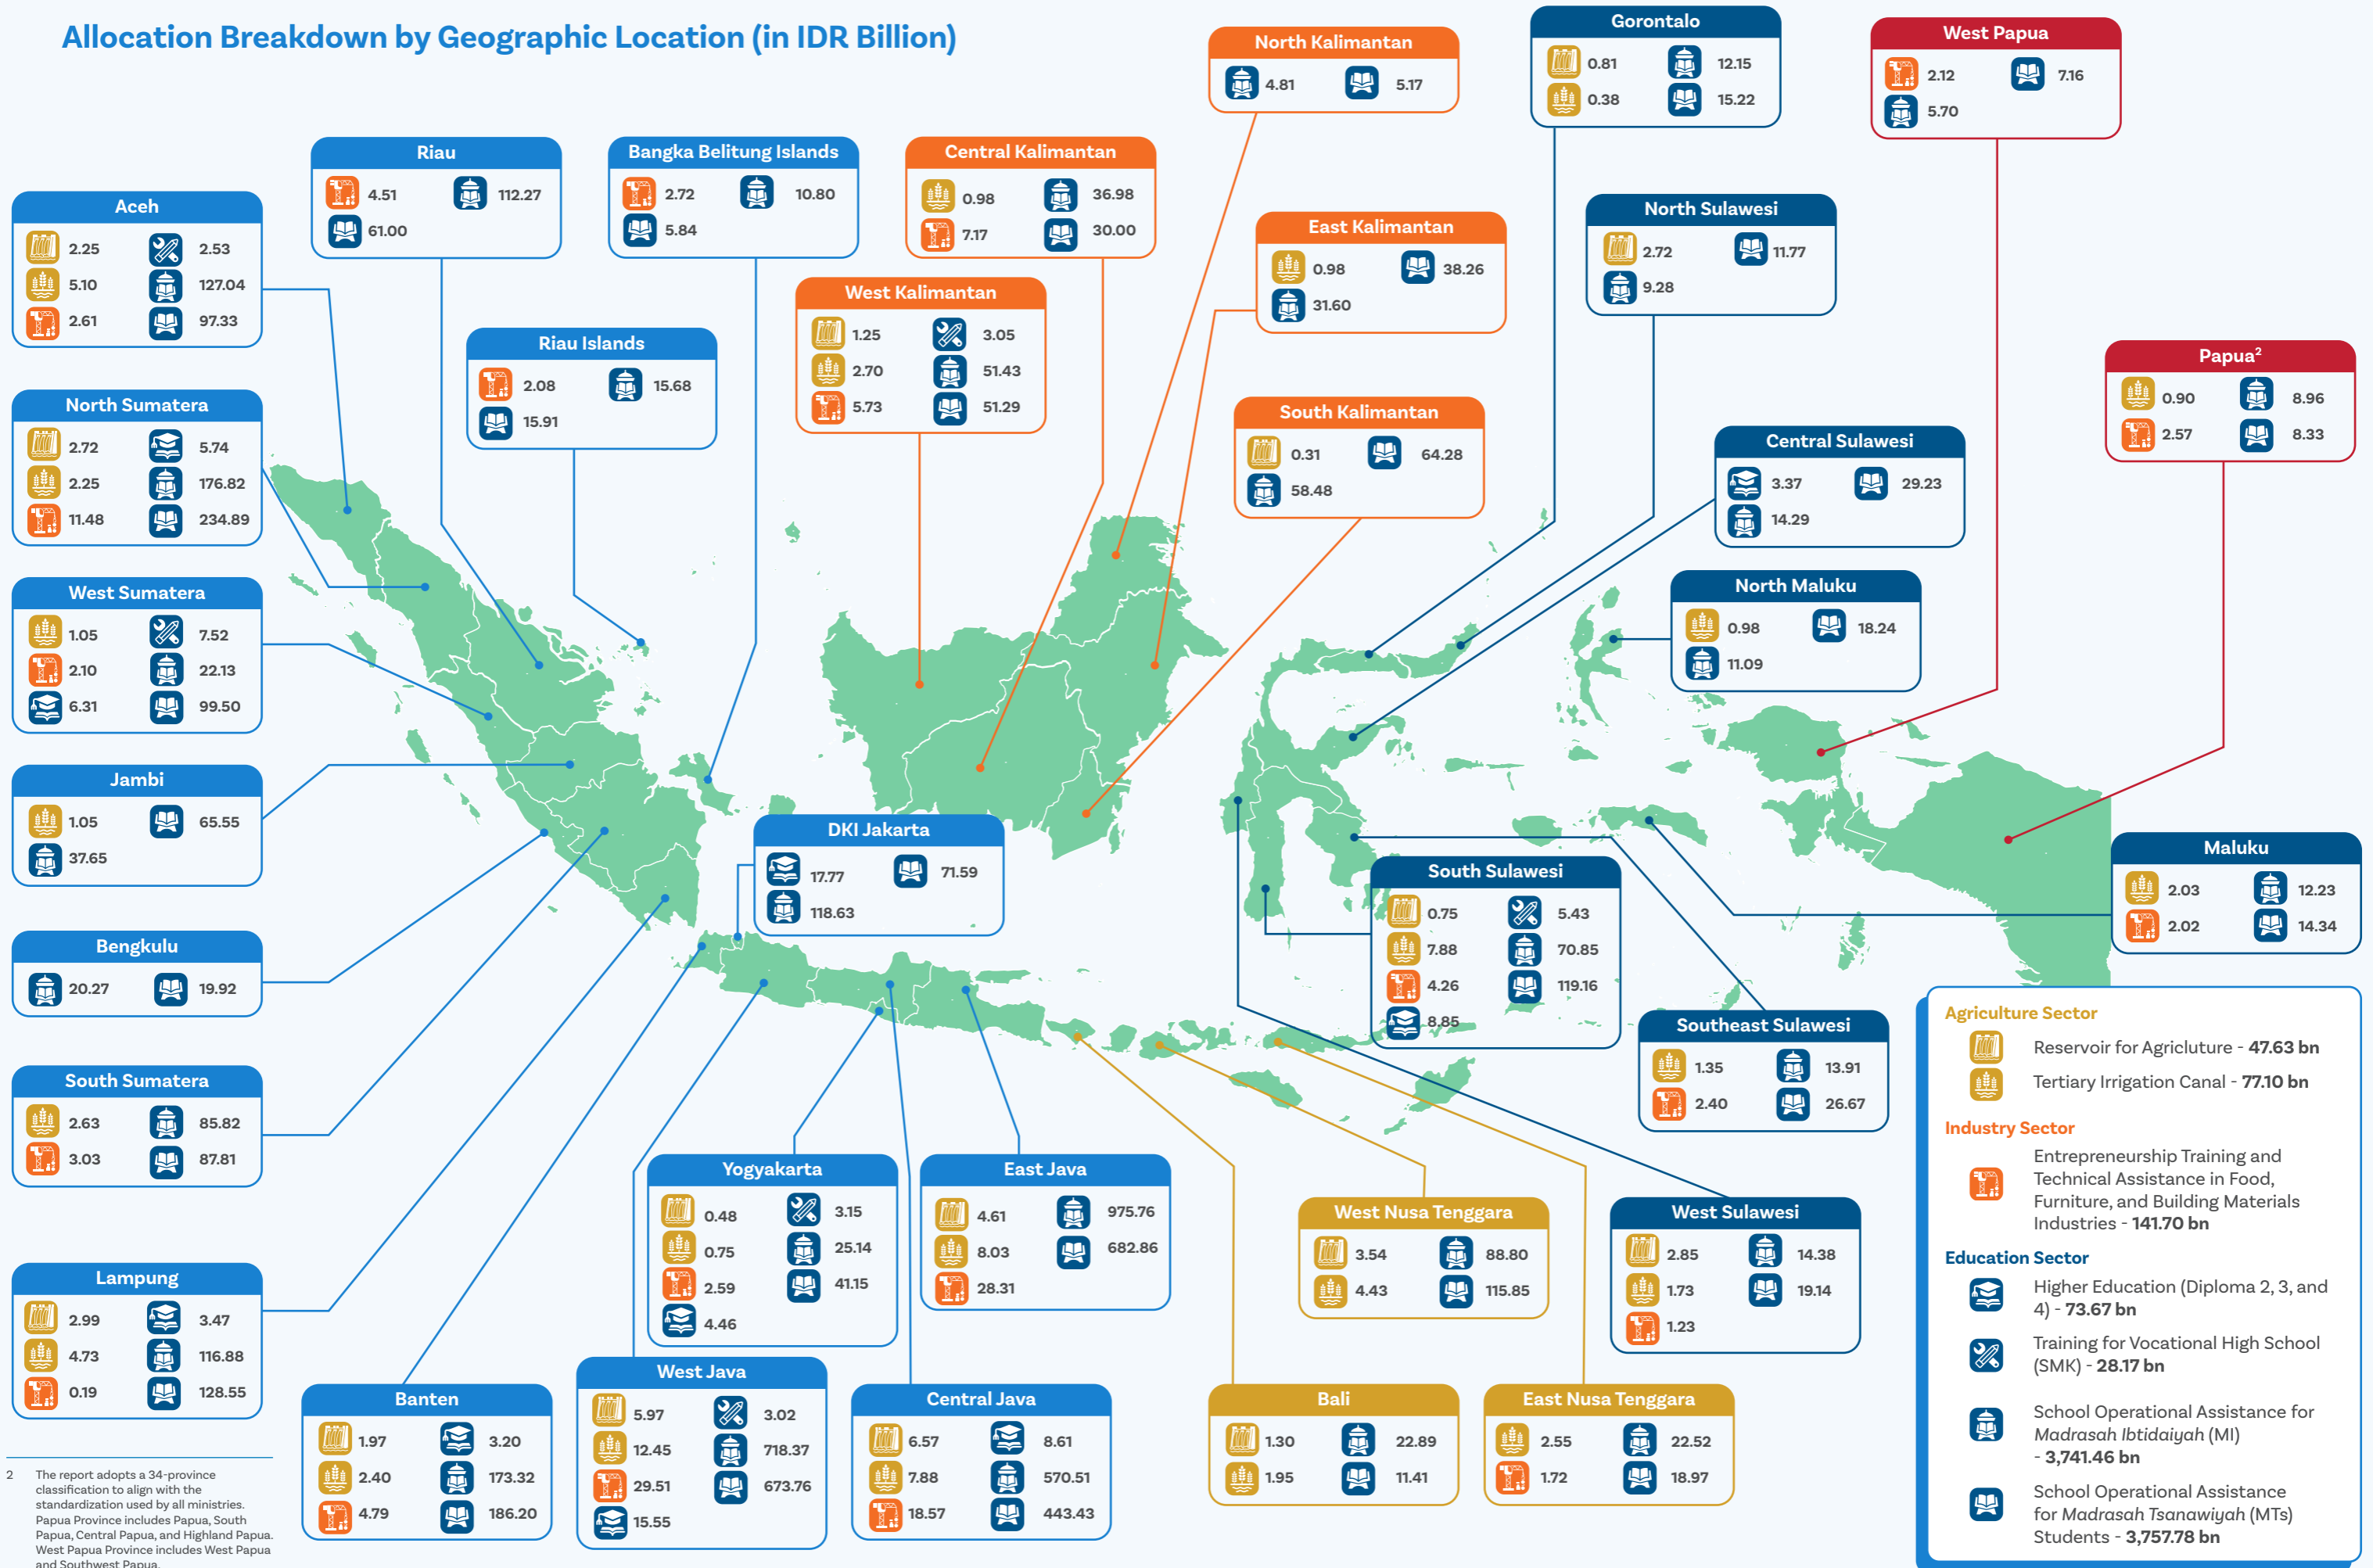 Allocation Breakdown by Geographic Location (in IDR Billion)
North Kalimantan
4.81 5.17
Gorontalo
0.81 12.15
0.38 15.22
West Papua
2.12 7.16
5.70
Riau
4.51 112.27
61.00
Bangka Belitung Islands
2.72 10.80
5.84
Central Kalimantan
0.98 36.98
7.17 30.00
Aceh
2.25 2.53
5.10 127.04
2.61 97.33
North Sulawesi
2.72 11.77
9.28
East Kalimantan
0.98 38.26
31.60
West Kalimantan
1.25 3.05
2.70 51.43
5.73 51.29
Riau Islands
2.08 15.68
15.91
Papua2
0.90 8.96
2.57 8.33
North Sumatera
2.72 5.74
2.25 176.82
11.48 234.89
South Kalimantan
0.31 64.28
58.48
Central Sulawesi
3.37 29.23
14.29
West Sumatera
1.05 7.52
2.10 22.13
6.31 99.50
North Maluku
0.98 18.24
11.09
Jambi
1.05 65.55
37.65
DKI Jakarta
17.77 71.59
118.63
Maluku
2.03 12.23
2.02 14.34
South Sulawesi
0.75 5.43
7.88 70.85
4.26 119.16
8.85
Bengkulu
20.27 19.92
Southeast Sulawesi
1.35 13.91
2.40 26.67
South Sumatera
2.63 85.82
3.03 87.81
Yogyakarta
0.48 3.15
0.75 25.14
2.59 41.15
4.46
East Java
4.61 975.76
8.03 682.86
28.31
West Nusa Tenggara
3.54 88.80
4.43 115.85
West Sulawesi
2.85 14.38
1.73 19.14
1.23
Lampung
2.99 3.47
4.73 116.88
0.19 128.55
Banten
1.97 3.20
2.40 173.32
4.79 186.20
West Java
5.97 3.02
12.45 718.37
29.51 673.76
15.55
Central Java
6.57 8.61
7.88 570.51
18.57 443.43
Bali
1.30 22.89
1.95 11.41
East Nusa Tenggara
2.55 22.52
1.72 18.97
Agriculture Sector
Reservoir for Agricluture - 47.63 bn
Tertiary Irrigation Canal - 77.10 bn
Industry Sector
Entrepreneurship Training and
Technical Assistance in Food,
Furniture, and Building Materials
Industries - 141.70 bn
Education Sector
Higher Education (Diploma 2, 3, and
4) - 73.67 bn
Training for Vocational High School
(SMK) - 28.17 bn
School Operational Assistance for
Madrasah Ibtidaiyah (MI)
- 3,741.46 bn
School Operational Assistance
for Madrasah Tsanawiyah (MTs)
Students - 3,757.78 bn
2 The report adopts a 34-province
classification to align with the
standardization used by all ministries.
Papua Province includes Papua, South
Papua, Central Papua, and Highland Papua.
West Papua Province includes West Papua
and Southwest Papua.